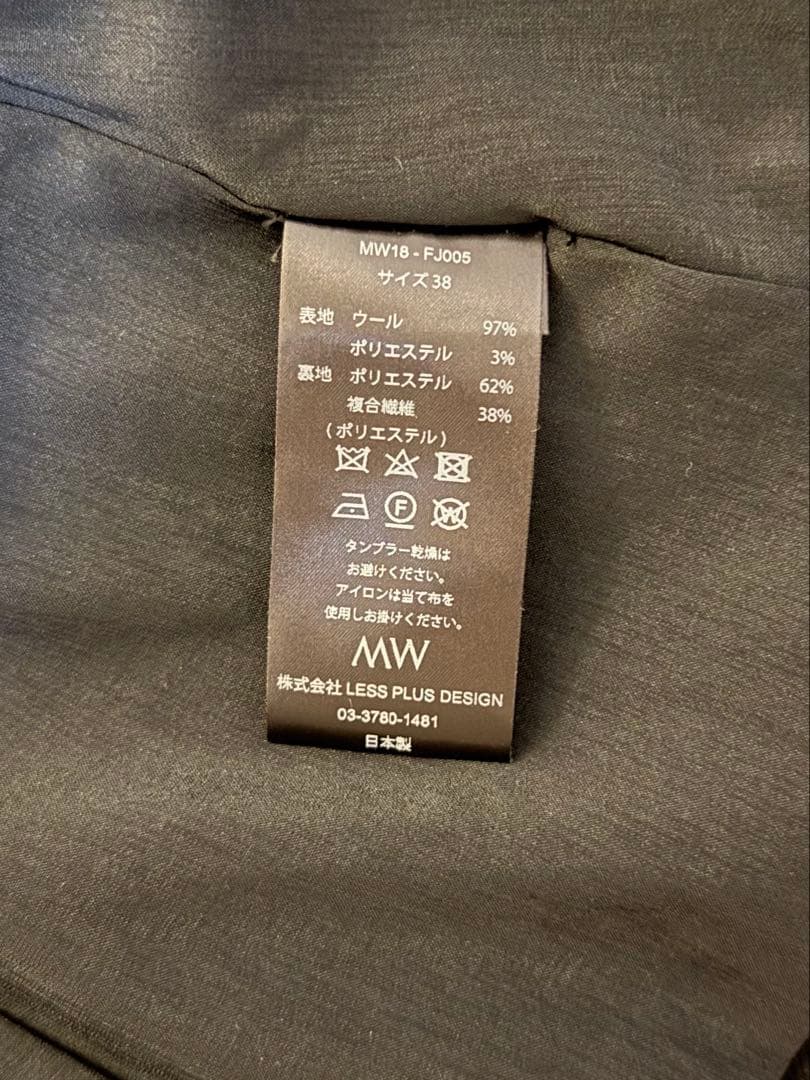 MW18 - FJ005
サイズ 38
表地 ウール 97%
ポリエステル 3%
裏地 ポリエステル 62%
複合繊維 38%
(ポリエステル)
F
W
タンブラー乾燥は
お避けください。
アイロンは当て布を
使用しお掛けください。
MW
株式会社 LESS PLUS DESIGN
03-3780-1481
日本製